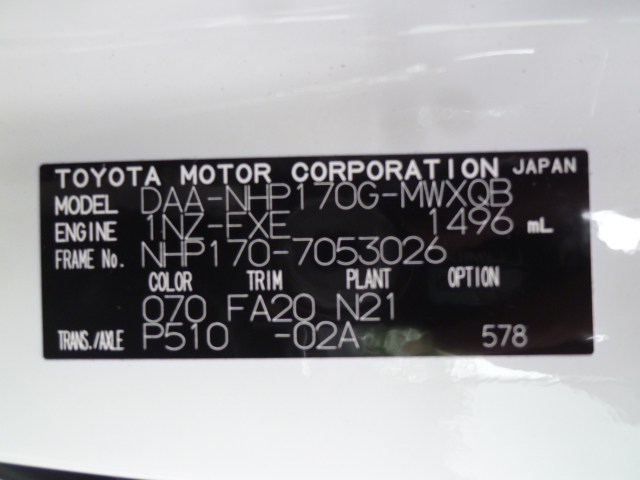 TOYOTA MOTOR CORPORATION JAPAN
MODEL DAA-NHP170G-MWXQB
ENGINE 1NZ-FXE 1496 mL
FRAME No. NHP170-7053026
COLOR TRIM PLANT OPTION
070 FA20 N21
TRANS./AXLE P510 -02A 578